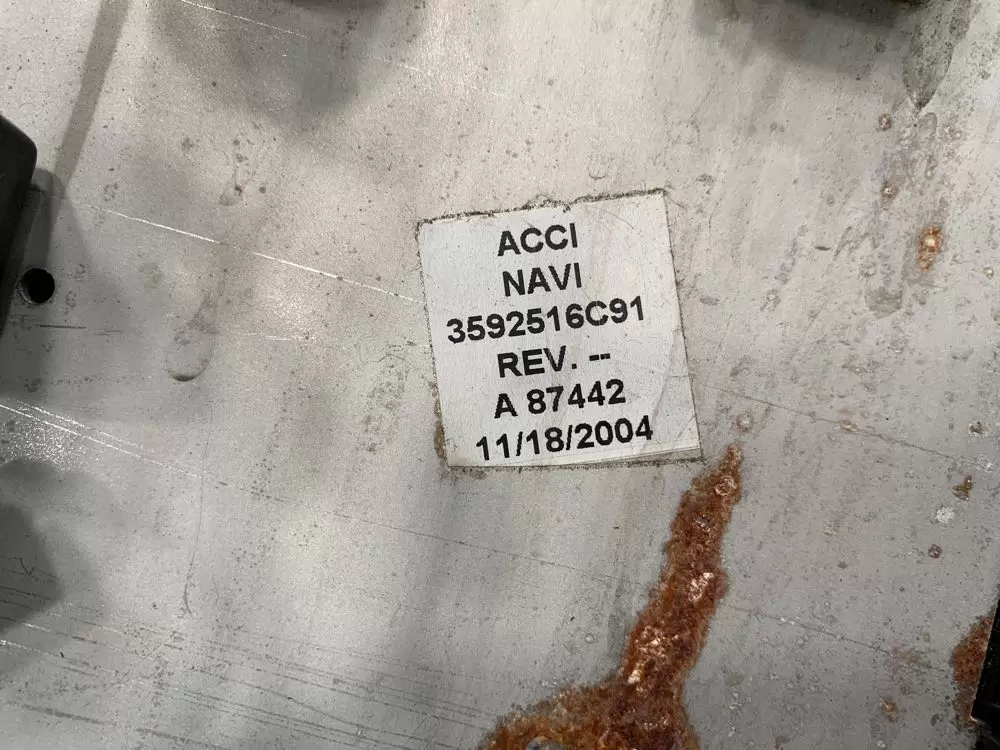 ACCI
NAVI
3592516C91
REV. --
A 87442
11/18/2004